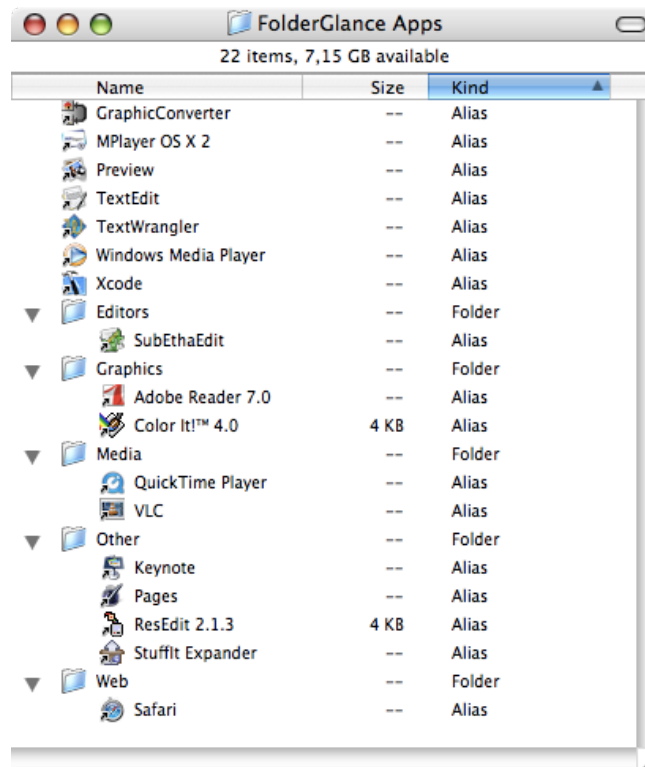 FolderGlance Apps
22 items, 7,15 GB available
Name Size Kind
GraphicConverter -- Alias
MPlayer OS X 2 -- Alias
Preview -- Alias
TextEdit -- Alias
TextWrangler -- Alias
Windows Media Player -- Alias
Xcode -- Alias
Editors -- Folder
SubEthaEdit -- Alias
Graphics -- Folder
Adobe Reader 7.0 -- Alias
Color It!™ 4.0 4 KB Alias
Media -- Folder
QuickTime Player -- Alias
VLC -- Alias
Other -- Folder
Keynote -- Alias
Pages -- Alias
ResEdit 2.1.3 4 KB Alias
StuffIt Expander -- Alias
Web -- Folder
Safari -- Alias